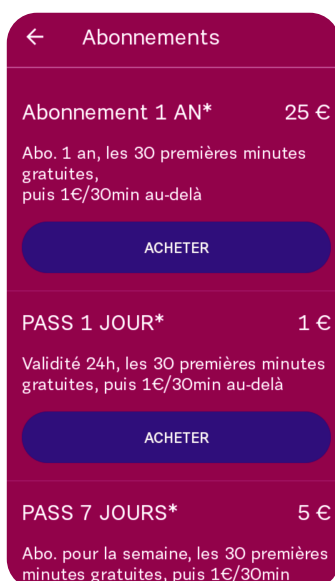 Abonnements
Abonnement 1 AN* 25 €
Abo. 1 an, les 30 premières minutes
gratuites,
puis 1€/30min au-delà
ACHETER
PASS 1 JOUR* 1 €
Validité 24h, les 30 premières minutes
gratuites, puis 1€/30min au-delà
ACHETER
PASS 7 JOURS* 5 €
Abo. pour la semaine, les 30 premières
minutes gratuites, puis 1€/30min